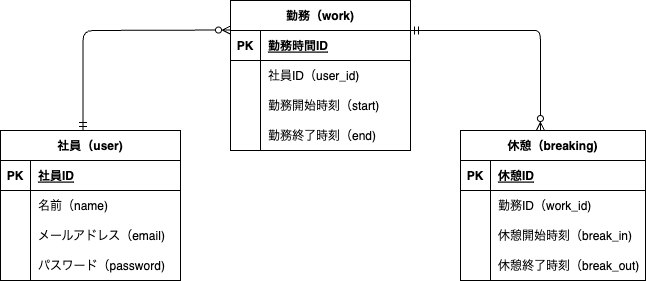 勤務（work）
PK 勤務時間ID
社員ID（user_id）
勤務開始時刻（start）
勤務終了時刻（end）
社員（user）
PK 社員ID
名前（name）
メールアドレス（email）
パスワード（password）
休憩（breaking）
PK 休憩ID
勤務ID（work_id）
休憩開始時刻（break_in）
休憩終了時刻（break_out）